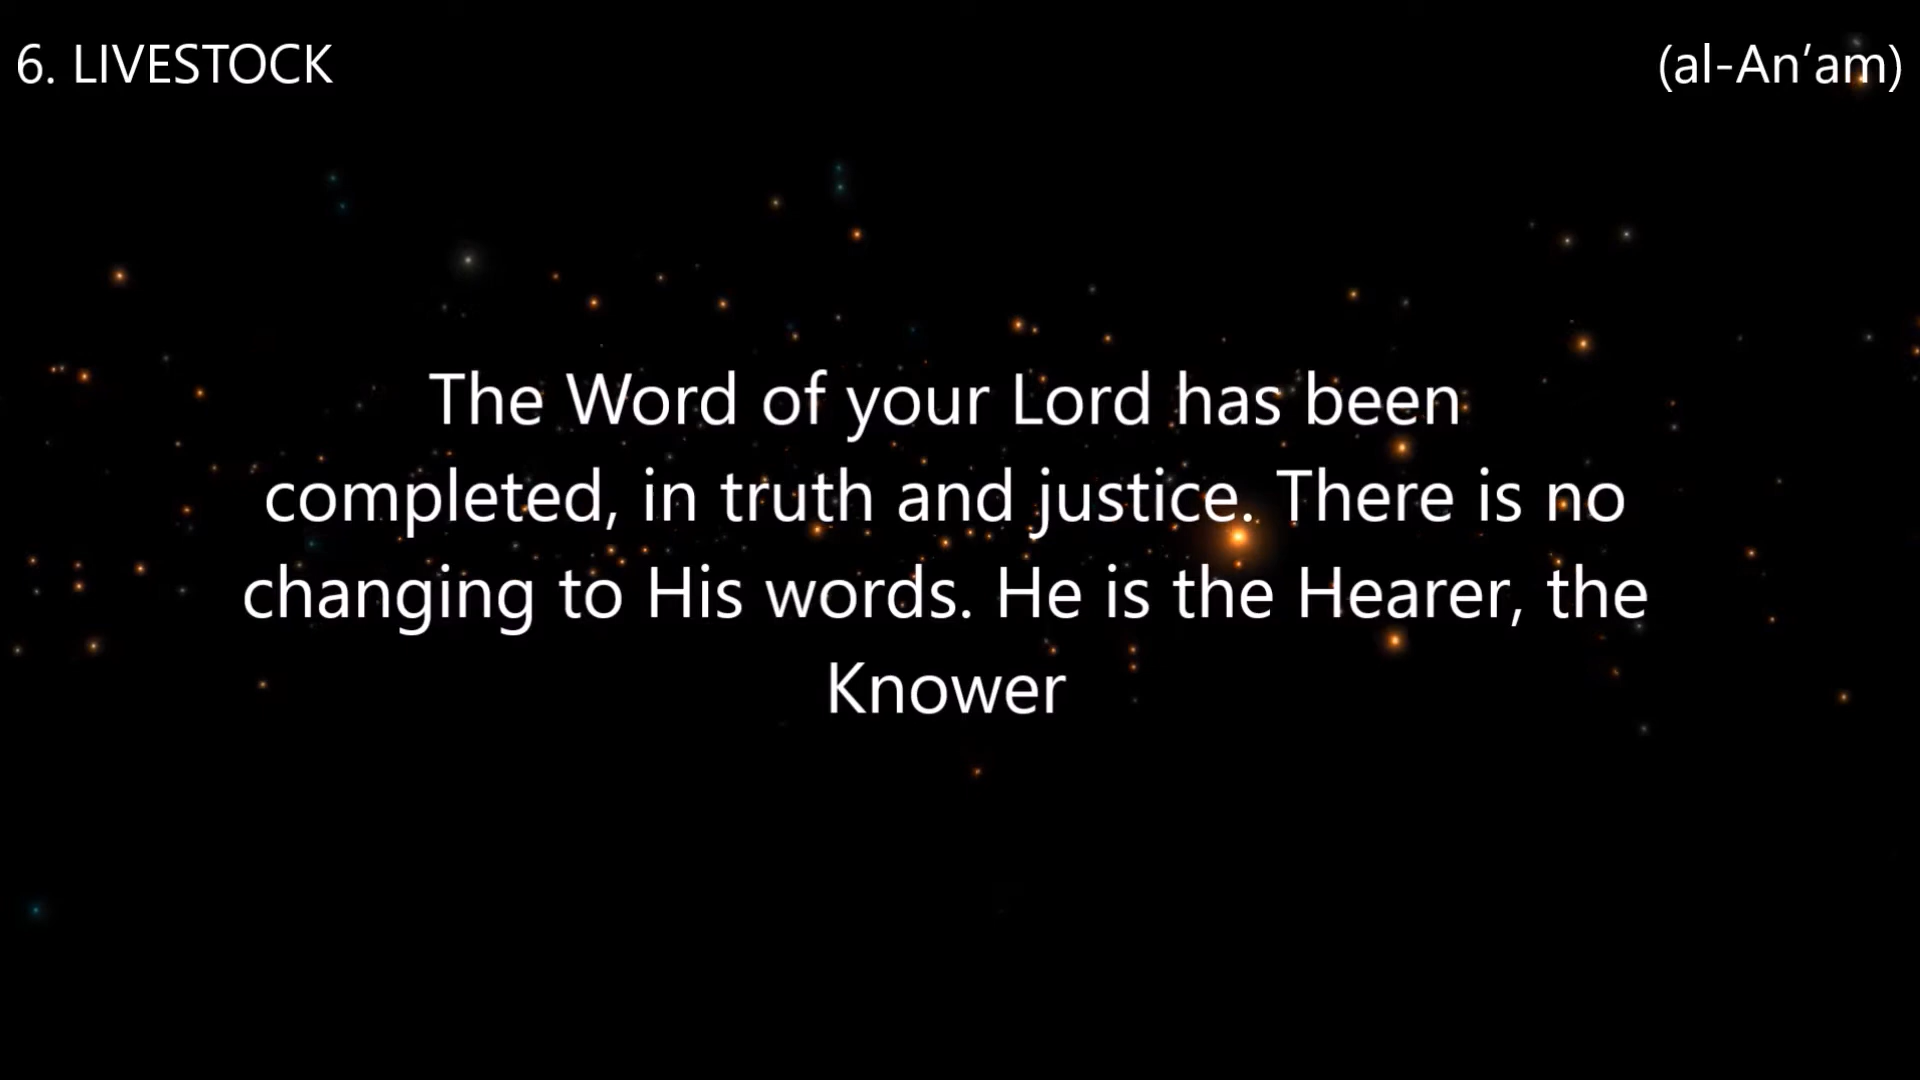 6. LIVESTOCK (al-An’am)
The Word of your Lord has been
completed, in truth and justice. There is no
changing to His words. He is the Hearer, the
Knower